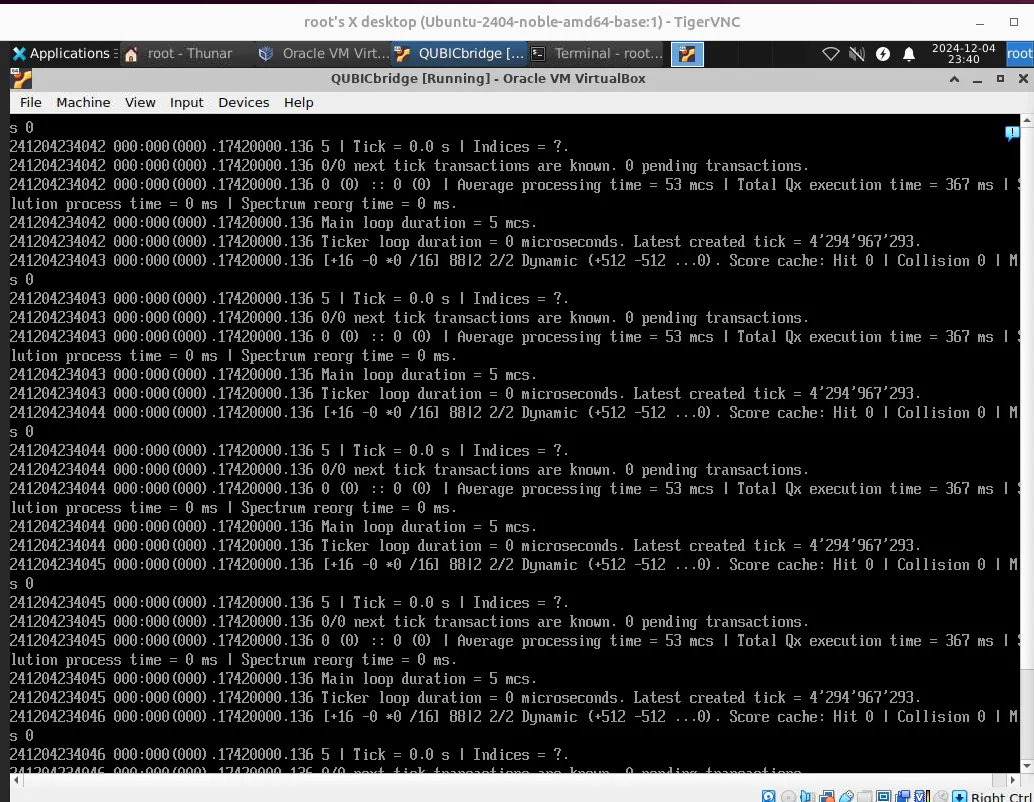 root's X desktop (Ubuntu-2404-noble-amd64-base:1) - TigerVNC
Applications root - Thunar Oracle VM Virt... QUBICbridge [... Terminal - root... 2024-12-04 23:40 root
QUBICbridge [Running] - Oracle VM VirtualBox
File Machine View Input Devices Help
s 0
241204234042 000:000(000).17420000.136 5 | Tick = 0.0 s | Indices = ?.
241204234042 000:000(000).17420000.136 0/0 next tick transactions are known. 0 pending transactions.
241204234042 000:000(000).17420000.136 0 (0) :: 0 (0) | Average processing time = 53 mcs | Total Qx execution time = 367 ms | S
lution process time = 0 ms | Spectrum reorg time = 0 ms.
241204234042 000:000(000).17420000.136 Main loop duration = 5 mcs.
241204234042 000:000(000).17420000.136 Ticker loop duration = 0 microseconds. Latest created tick = 4'294'967'293.
241204234043 000:000(000).17420000.136 [+16 -0 *0 /16] 88|2 2/2 Dynamic (+512 -512 ...0). Score cache: Hit 0 | Collision 0 | M
s 0
241204234043 000:000(000).17420000.136 5 | Tick = 0.0 s | Indices = ?.
241204234043 000:000(000).17420000.136 0/0 next tick transactions are known. 0 pending transactions.
241204234043 000:000(000).17420000.136 0 (0) :: 0 (0) | Average processing time = 53 mcs | Total Qx execution time = 367 ms | S
lution process time = 0 ms | Spectrum reorg time = 0 ms.
241204234043 000:000(000).17420000.136 Main loop duration = 5 mcs.
241204234043 000:000(000).17420000.136 Ticker loop duration = 0 microseconds. Latest created tick = 4'294'967'293.
241204234044 000:000(000).17420000.136 [+16 -0 *0 /16] 88|2 2/2 Dynamic (+512 -512 ...0). Score cache: Hit 0 | Collision 0 | M
s 0
241204234044 000:000(000).17420000.136 5 | Tick = 0.0 s | Indices = ?.
241204234044 000:000(000).17420000.136 0/0 next tick transactions are known. 0 pending transactions.
241204234044 000:000(000).17420000.136 0 (0) :: 0 (0) | Average processing time = 53 mcs | Total Qx execution time = 367 ms | S
lution process time = 0 ms | Spectrum reorg time = 0 ms.
241204234044 000:000(000).17420000.136 Main loop duration = 5 mcs.
241204234044 000:000(000).17420000.136 Ticker loop duration = 0 microseconds. Latest created tick = 4'294'967'293.
241204234045 000:000(000).17420000.136 [+16 -0 *0 /16] 88|2 2/2 Dynamic (+512 -512 ...0). Score cache: Hit 0 | Collision 0 | M
s 0
241204234045 000:000(000).17420000.136 5 | Tick = 0.0 s | Indices = ?.
241204234045 000:000(000).17420000.136 0/0 next tick transactions are known. 0 pending transactions.
241204234045 000:000(000).17420000.136 0 (0) :: 0 (0) | Average processing time = 53 mcs | Total Qx execution time = 367 ms | S
lution process time = 0 ms | Spectrum reorg time = 0 ms.
241204234045 000:000(000).17420000.136 Main loop duration = 5 mcs.
241204234045 000:000(000).17420000.136 Ticker loop duration = 0 microseconds. Latest created tick = 4'294'967'293.
241204234046 000:000(000).17420000.136 [+16 -0 *0 /16] 88|2 2/2 Dynamic (+512 -512 ...0). Score cache: Hit 0 | Collision 0 | M
s 0
241204234046 000:000(000).17420000.136 5 | Tick = 0.0 s | Indices = ?.
241204234046 000:000(000).17420000.136 0/0 next tick transactions are known. 0 pending transactions.
Right Ctrl